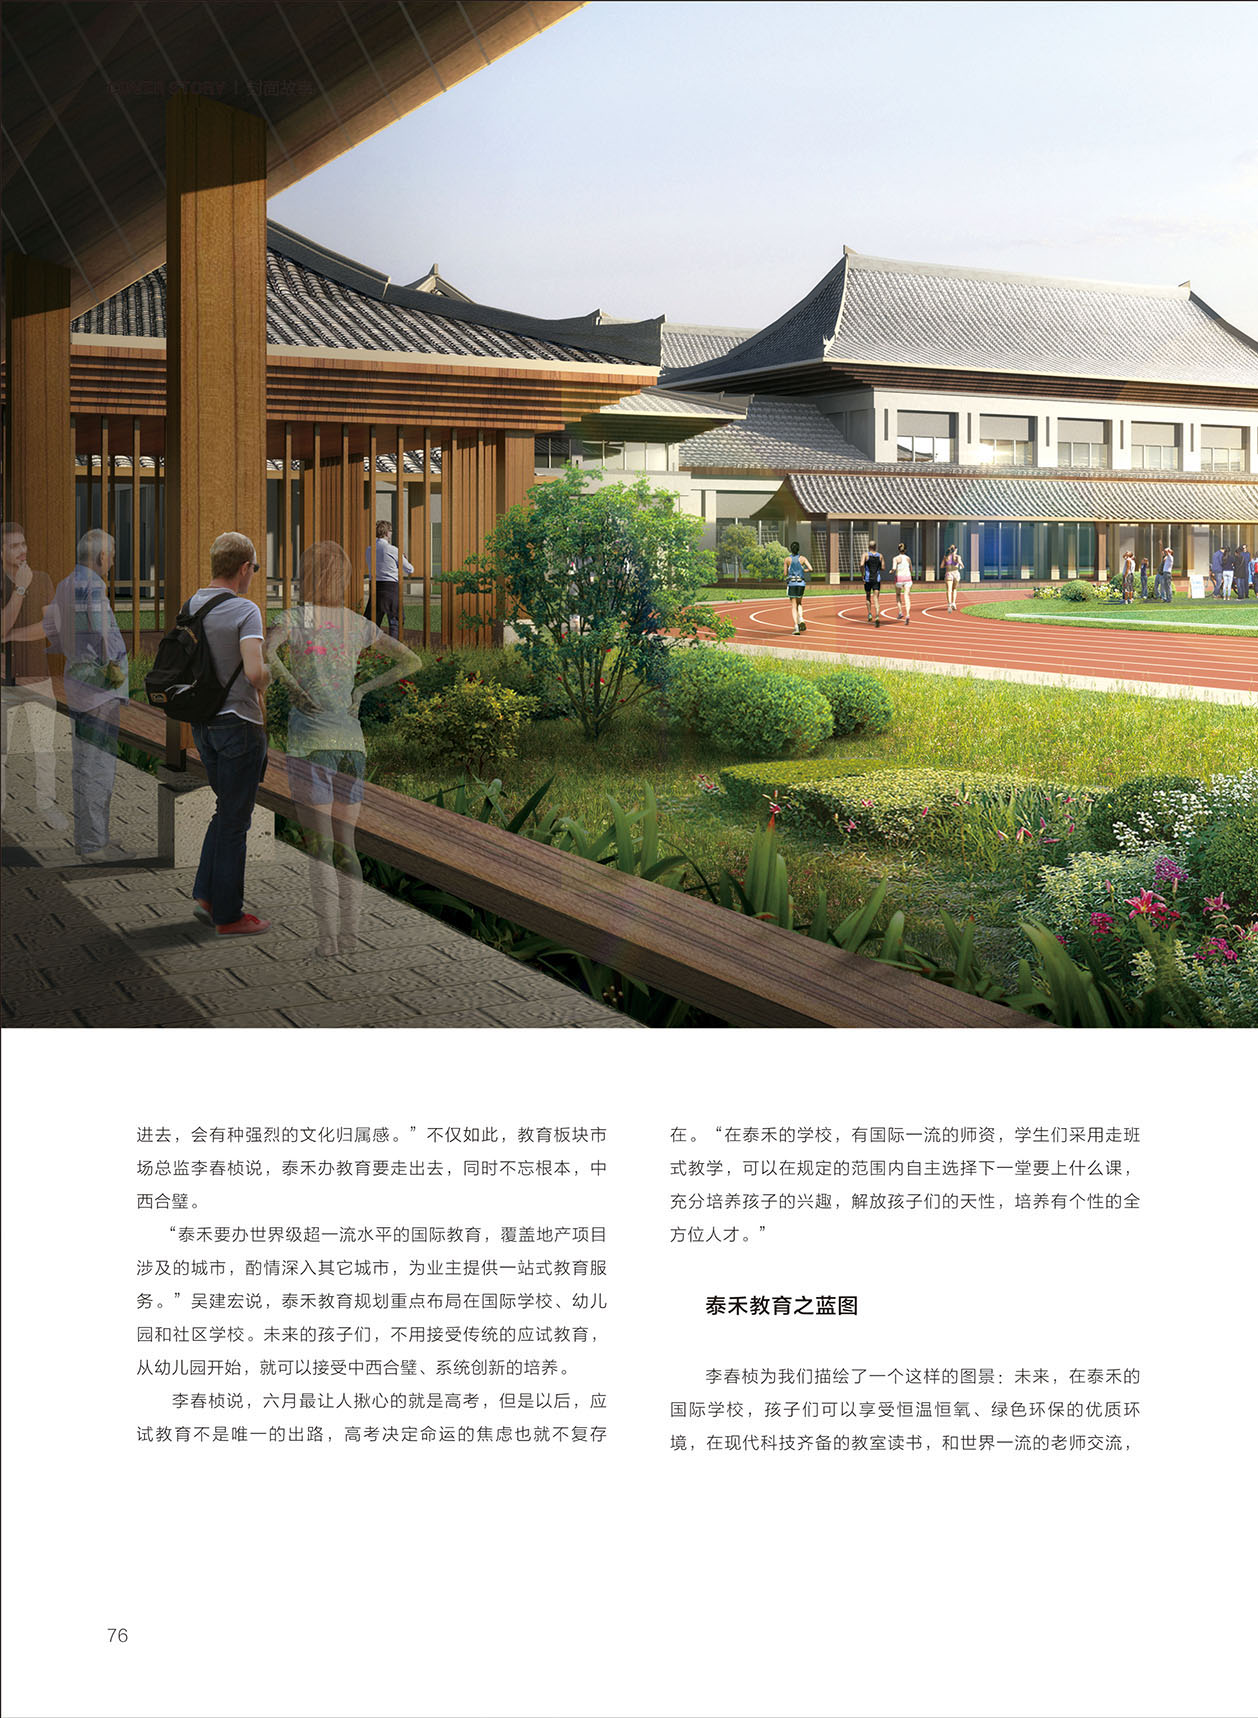 COVER STORY | 封面故事
进去，会有种强烈的文化归属感。”不仅如此，教育板块市
场总监李春桢说，泰禾办教育要走出去，同时不忘根本，中
西合璧。
“泰禾要办世界级超一流水平的国际教育，覆盖地产项目
涉及的城市，酌情深入其它城市，为业主提供一站式教育服
务。”吴建宏说，泰禾教育规划重点布局在国际学校、幼儿
园和社区学校。未来的孩子们，不用接受传统的应试教育，
从幼儿园开始，就可以接受中西合璧、系统创新的培养。
李春桢说，六月最让人揪心的就是高考，但是以后，应
试教育不是唯一的出路，高考决定命运的焦虑也就不复存
在。“在泰禾的学校，有国际一流的师资，学生们采用走班
式教学，可以在规定的范围内自主选择下一堂要上什么课，
充分培养孩子的兴趣，解放孩子们的天性，培养有个性的全
方位人才。”
泰禾教育之蓝图
李春桢为我们描绘了一个这样的图景：未来，在泰禾的
国际学校，孩子们可以享受恒温恒氧、绿色环保的优质环
境，在现代科技齐备的教室读书，和世界一流的老师交流，
76